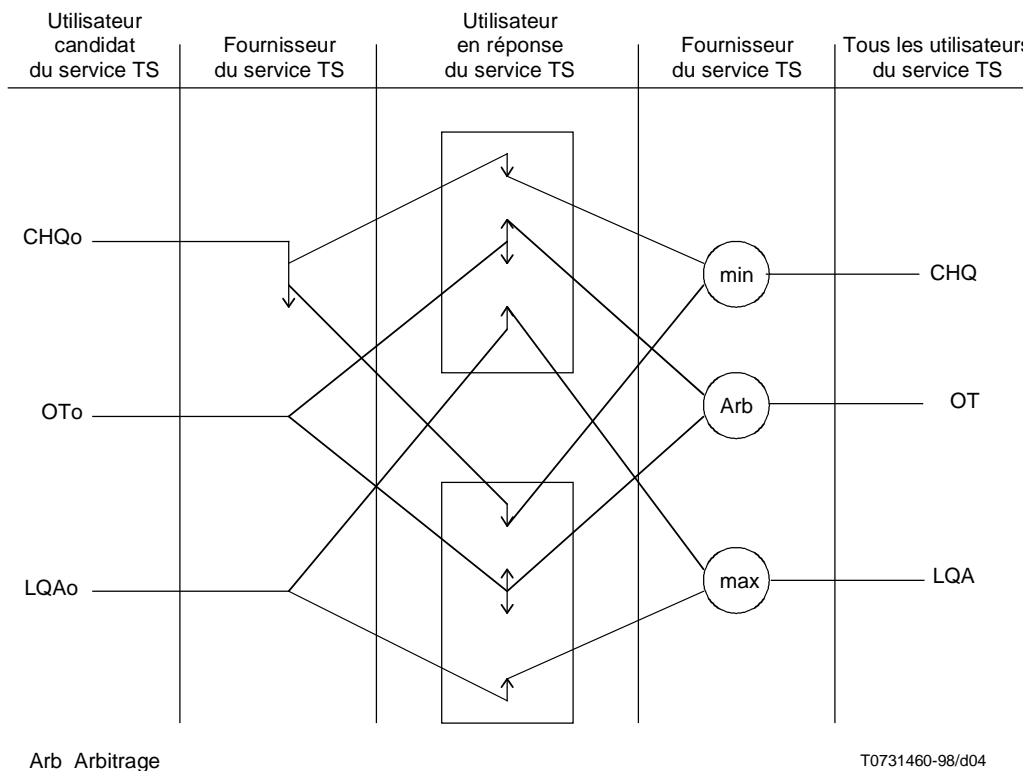 Utilisateur
candidat
du service TS
Fournisseur
du service TS
Utilisateur
en réponse
du service TS
Fournisseur
du service TS
Tous les utilisateurs
du service TS
CHQo
OTo
LQAo
min
Arb
max
CHQ
OT
LQA
Arb Arbitrage
T0731460-98/d04